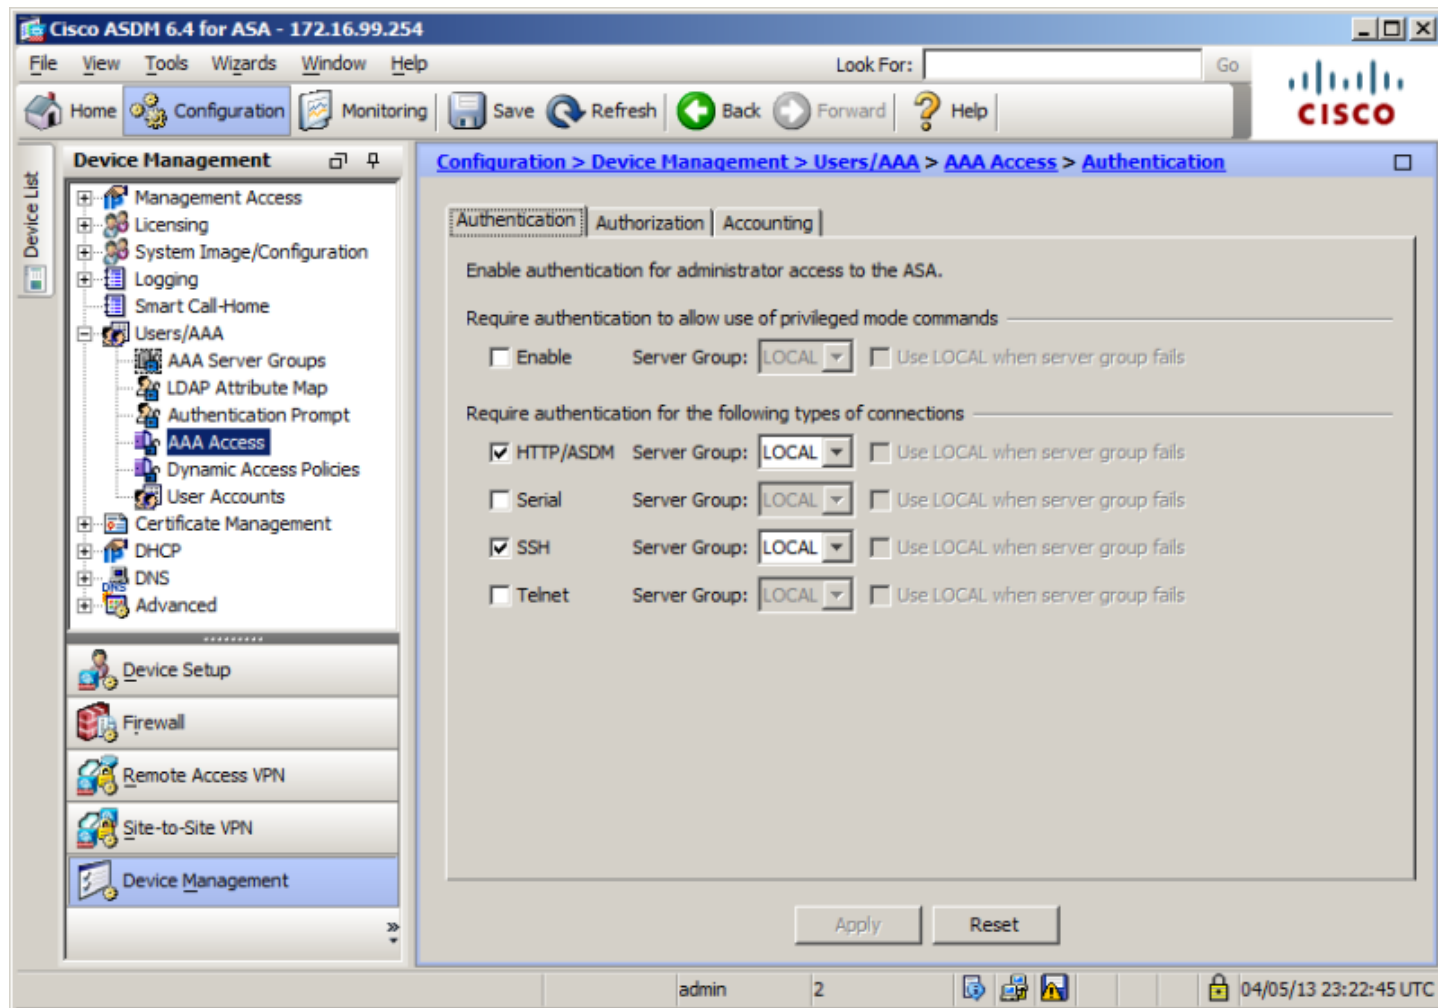 Cisco ASDM 6.4 for ASA - 172.16.99.254
File View Tools Wizards Window Help Look For: Go
Home Configuration Monitoring Save Refresh Back Forward Help
CISCO
Device List
Device Management
Management Access
Licensing
System Image/Configuration
Logging
Smart Call-Home
Users/AAA
AAA Server Groups
LDAP Attribute Map
Authentication Prompt
AAA Access
Dynamic Access Policies
User Accounts
Certificate Management
DHCP
DNS
DNS
Advanced
Device Setup
Firewall
Remote Access VPN
Site-to-Site VPN
Device Management
Configuration > Device Management > Users/AAA > AAA Access > Authentication
Authentication Authorization Accounting
Enable authentication for administrator access to the ASA.
Require authentication to allow use of privileged mode commands
Enable Server Group: LOCAL Use LOCAL when server group fails
Require authentication for the following types of connections
HTTP/ASDM Server Group: LOCAL Use LOCAL when server group fails
Serial Server Group: LOCAL Use LOCAL when server group fails
SSH Server Group: LOCAL Use LOCAL when server group fails
Telnet Server Group: LOCAL Use LOCAL when server group fails
Apply Reset
admin 2 04/05/13 23:22:45 UTC